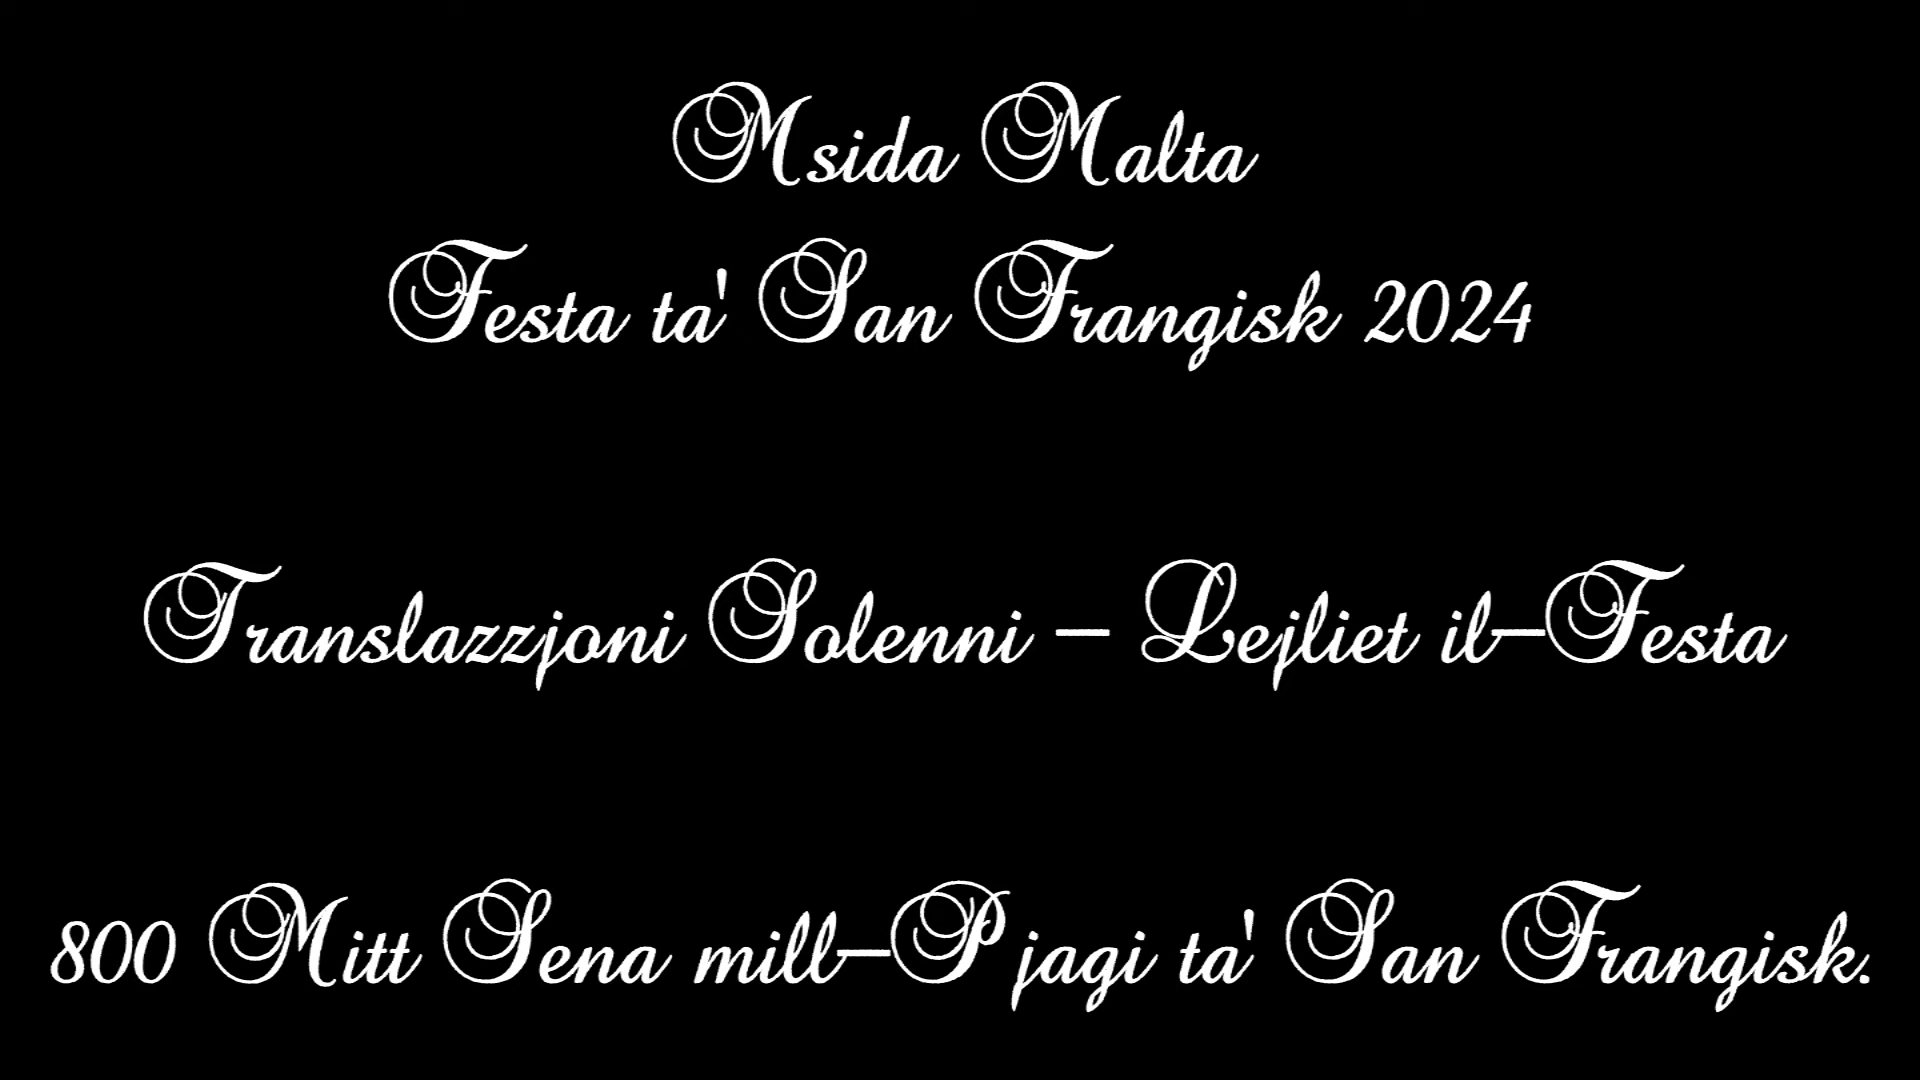 Msida Malta
Festa ta' San Frangisk 2024
Translazzjoni Solenni - Lejliet il-Festa
800 Mitt Sena mill-Pjagi ta' San Frangisk.